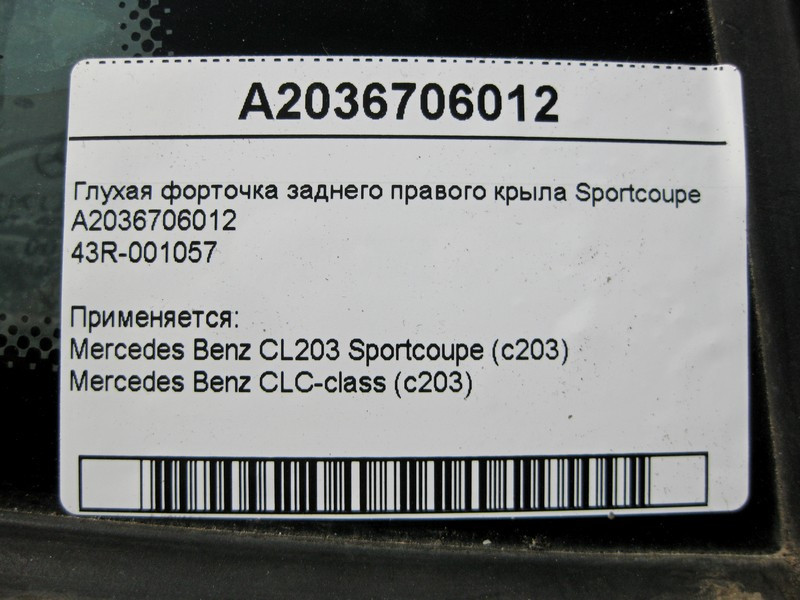 A2036706012
Глухая форточка заднего правого крыла Sportcoupe
A2036706012
43R-001057
Применяется:
Mercedes Benz CL203 Sportcoupe (c203)
Mercedes Benz CLC-class (c203)